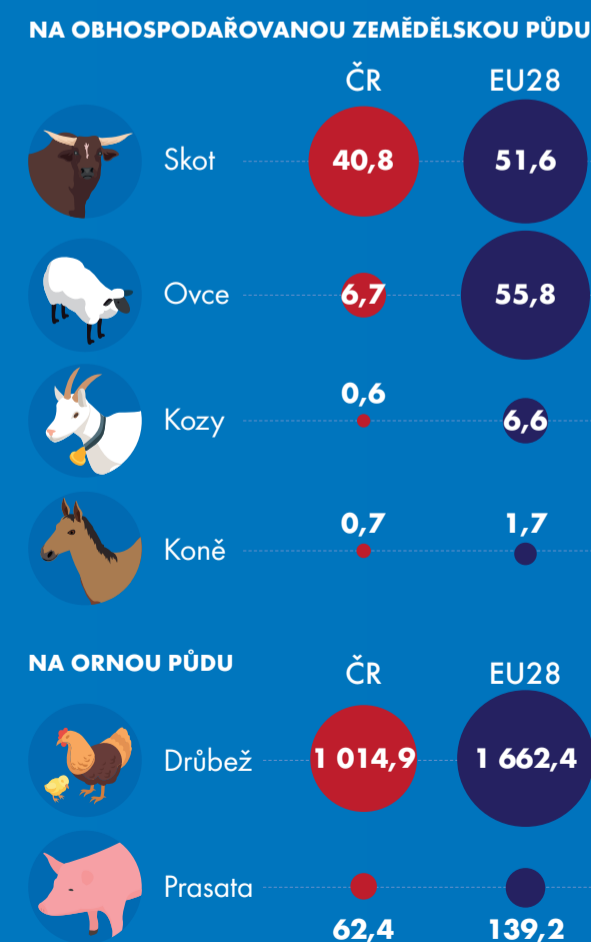 NA OBHOSPODAŘOVANOU ZEMĚDĚLSKOU PŮDU
ČR EU28
Skot 40,8 51,6
Ovce 6,7 55,8
Kozy 0,6 6,6
Koně 0,7 1,7
NA ORNOU PŮDU
ČR EU28
Drůbež 1 014,9 1 662,4
Prasata 62,4 139,2